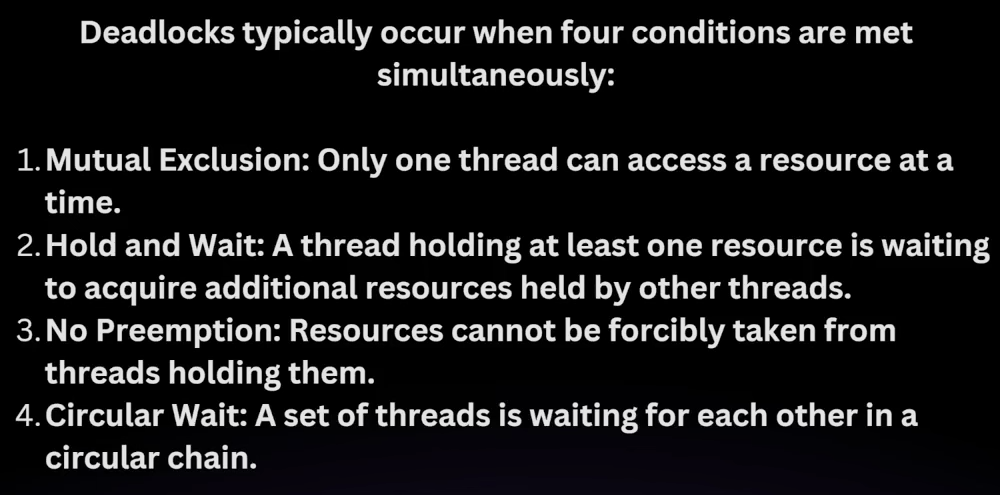 Deadlocks typically occur when four conditions are met
simultaneously:
1. Mutual Exclusion: Only one thread can access a resource at a
time.
2. Hold and Wait: A thread holding at least one resource is waiting
to acquire additional resources held by other threads.
3. No Preemption: Resources cannot be forcibly taken from
threads holding them.
4. Circular Wait: A set of threads is waiting for each other in a
circular chain.